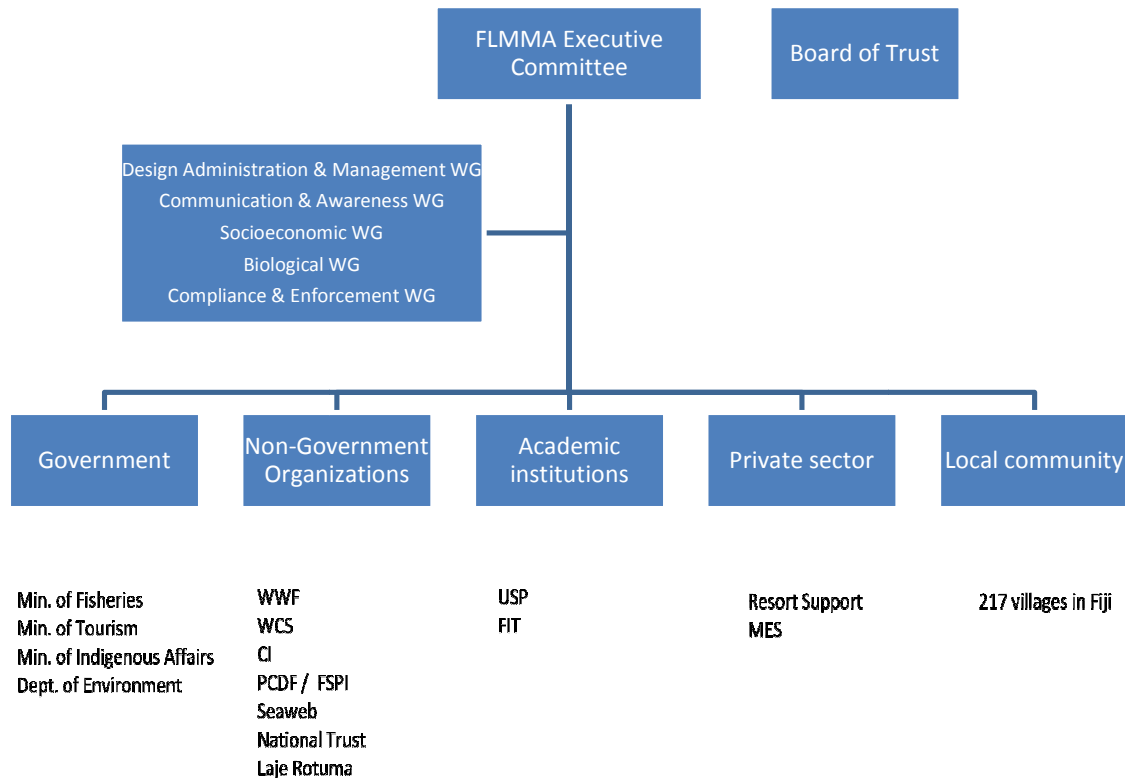 FLMMA Executive
Committee
Board of Trust
Design Administration & Management WG
Communication & Awareness WG
Socioeconomic WG
Biological WG
Compliance & Enforcement WG
Government
Non-Government
Organizations
Academic
institutions
Private sector
Local community
Min. of Fisheries
Min. of Tourism
Min. of Indigenous Affairs
Dept. of Environment
WWF
WCS
CI
PCDF / FSPI
Seaweb
National Trust
Laje Rotuma
USP
FIT
Resort Support
MES
217 villages in Fiji